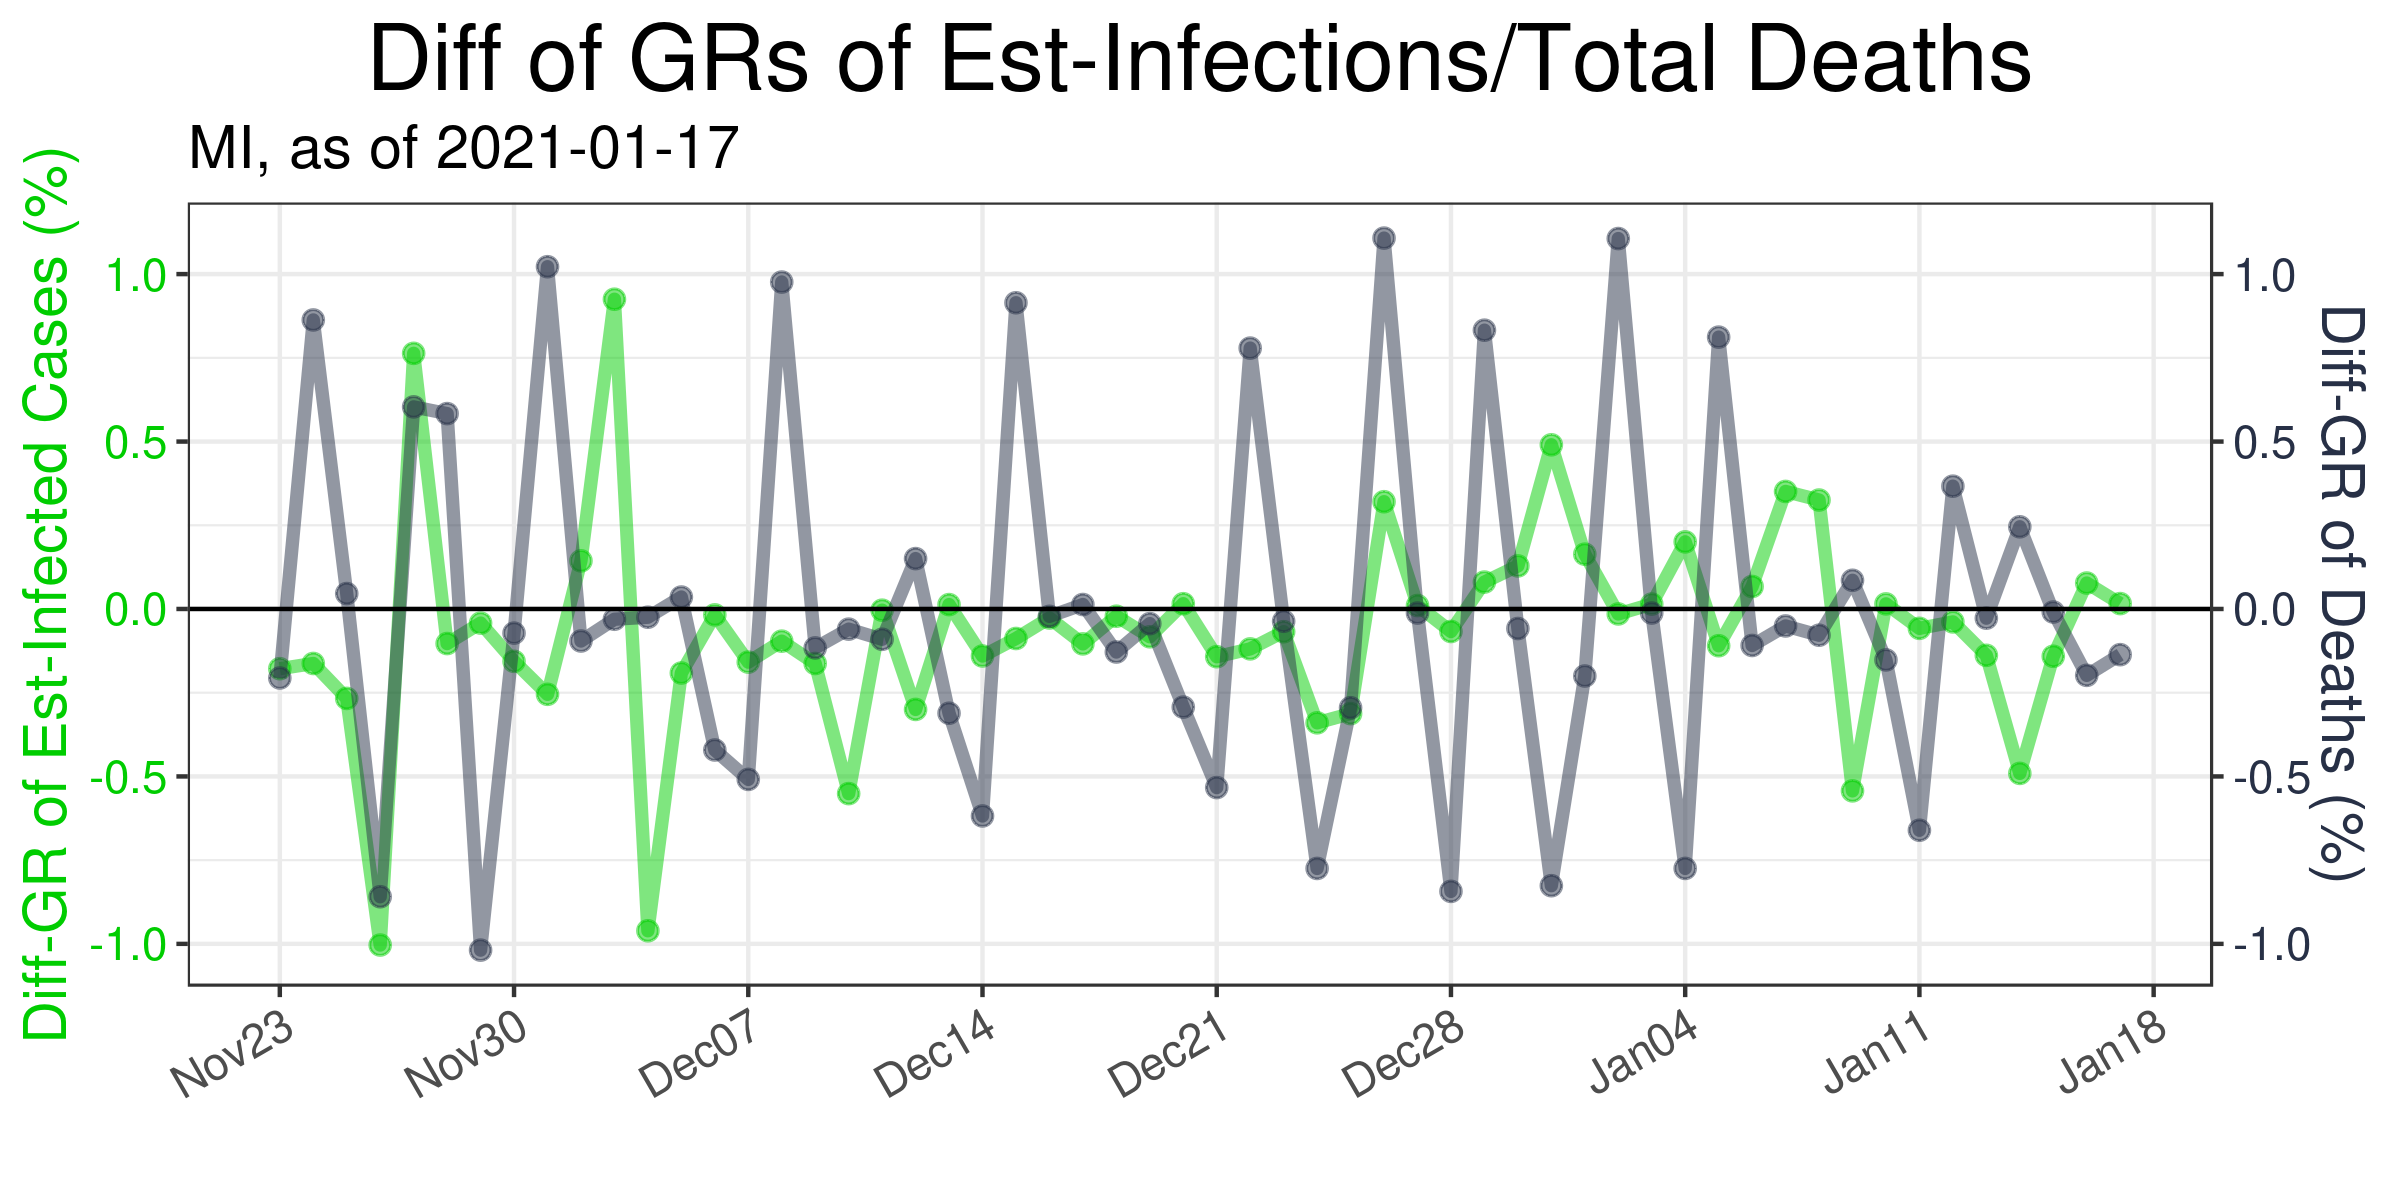 Diff of GRs of Est-Infections/Total Deaths
MI, as of 2021-01-17
Diff-GR of Est-Infected Cases (%)
1.0
0.5
0.0
-0.5
-1.0
1.0
0.5
0.0
-0.5
-1.0
Diff-GR of Deaths (%)
Nov23 Nov30 Dec07 Dec14 Dec21 Dec28 Jan04 Jan11 Jan18